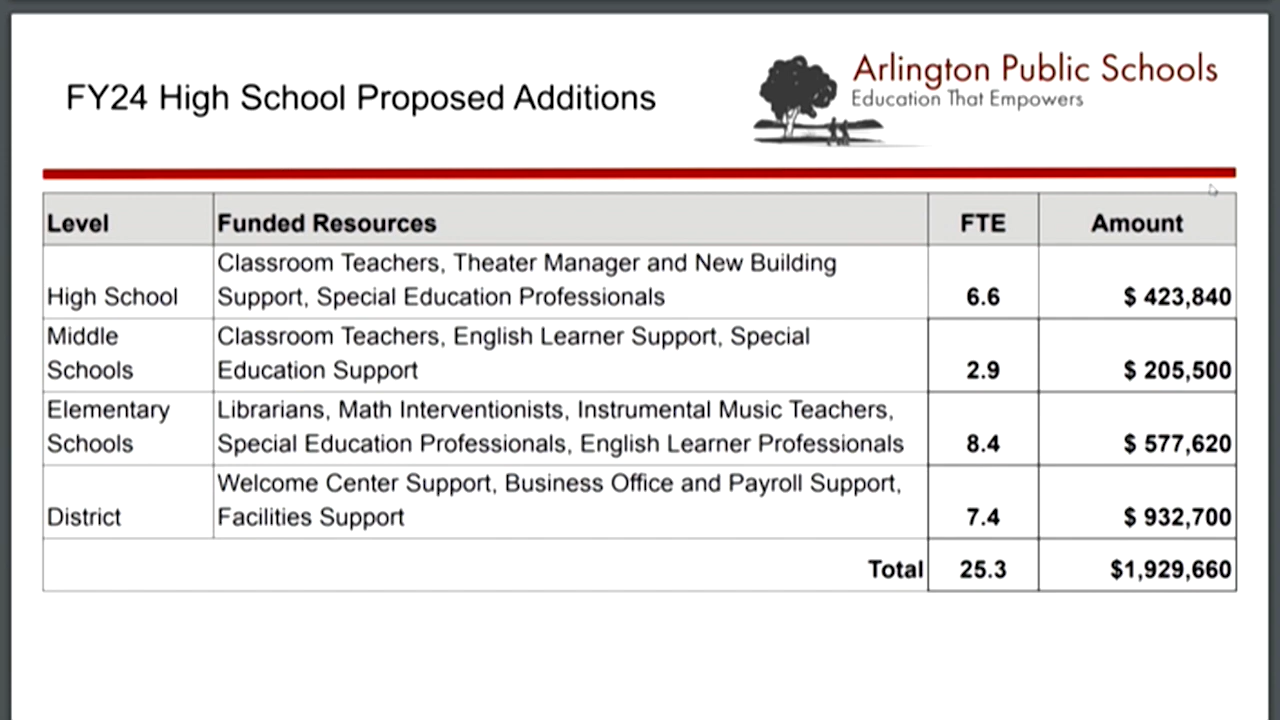 FY24 High School Proposed Additions
Arlington Public Schools
Education That Empowers
Level Funded Resources FTE Amount
Classroom Teachers, Theater Manager and New Building
High School Support, Special Education Professionals 6.6 $ 423,840
Middle Classroom Teachers, English Learner Support, Special
Schools Education Support 2.9 $ 205,500
Elementary Librarians, Math Interventionists, Instrumental Music Teachers,
Schools Special Education Professionals, English Learner Professionals 8.4 $ 577,620
Welcome Center Support, Business Office and Payroll Support,
District Facilities Support 7.4 $ 932,700
Total 25.3 $1,929,660